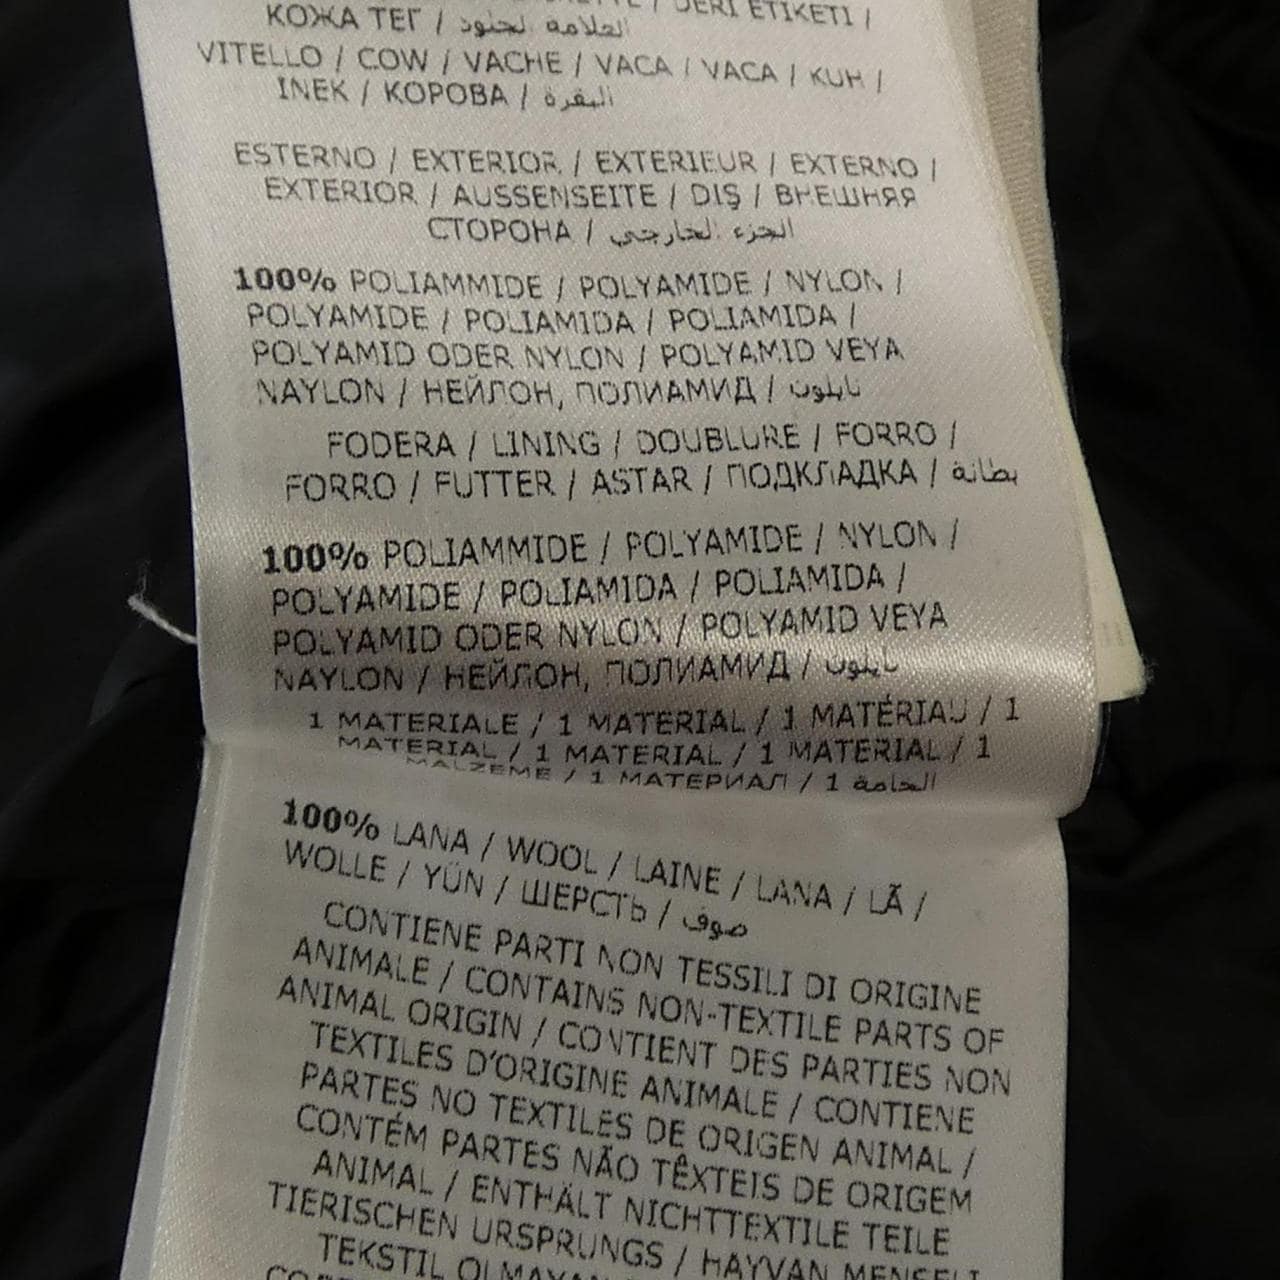 DERI ETIKETI /
КОЖА ТЕГ / العلامة الجنود
VITELLO / COW / VACHE / VACA / VACA / KUH /
INEK / КОРОВА / البقرة
ESTERNO / EXTERIOR / EXTERIEUR / EXTERNO /
EXTERIOR / AUSSENSEITE / DIŞ / ВНЕШНЯЯ
СТОРОНА / الجزء الخارجي
100% POLIAMMIDE / POLYAMIDE / NYLON /
POLYAMIDE / POLIAMIDA / POLIAMIDA /
POLYAMID ODER NYLON / POLYAMID VEYA
NAYLON / НЕЙЛОН, ПОЛИАМИД / نايلون
FODERA / LINING / DOUBLURE / FORRO /
FORRO / FUTTER / ASTAR / ПОДКЛАДКА / بطانة
100% POLIAMMIDE / POLYAMIDE / NYLON /
POLYAMIDE / POLIAMIDA / POLIAMIDA /
POLYAMID ODER NYLON / POLYAMID VEYA
NAYLON / НЕЙЛОН, ПОЛИАМИД / نايلون
1 MATERIALE / 1 MATERIAL / 1 MATÉRIAU / 1
MATERIAL / 1 MATERIAL / 1 MATERIAL / 1
MALZEME / 1 МАТЕРИАЛ / 1 الخامة
100% LANA / WOOL / LAINE / LANA / LÃ /
WOLLE / YÜN / ШЕРСТЬ / صوف
CONTIENE PARTI NON TESSILI DI ORIGINE
ANIMALE / CONTAINS NON-TEXTILE PARTS OF
ANIMAL ORIGIN / CONTIENT DES PARTIES NON
TEXTILES D'ORIGINE ANIMALE / CONTIENE
PARTES NO TEXTILES DE ORIGEN ANIMAL /
CONTÉM PARTES NÃO TÊXTEIS DE ORIGEM
ANIMAL / ENTHÄLT NICHTTEXTILE TEILE
TIERISCHEN URSPRUNGS / HAYVAN MENŞELI
TEKSTIL OLMAYAN